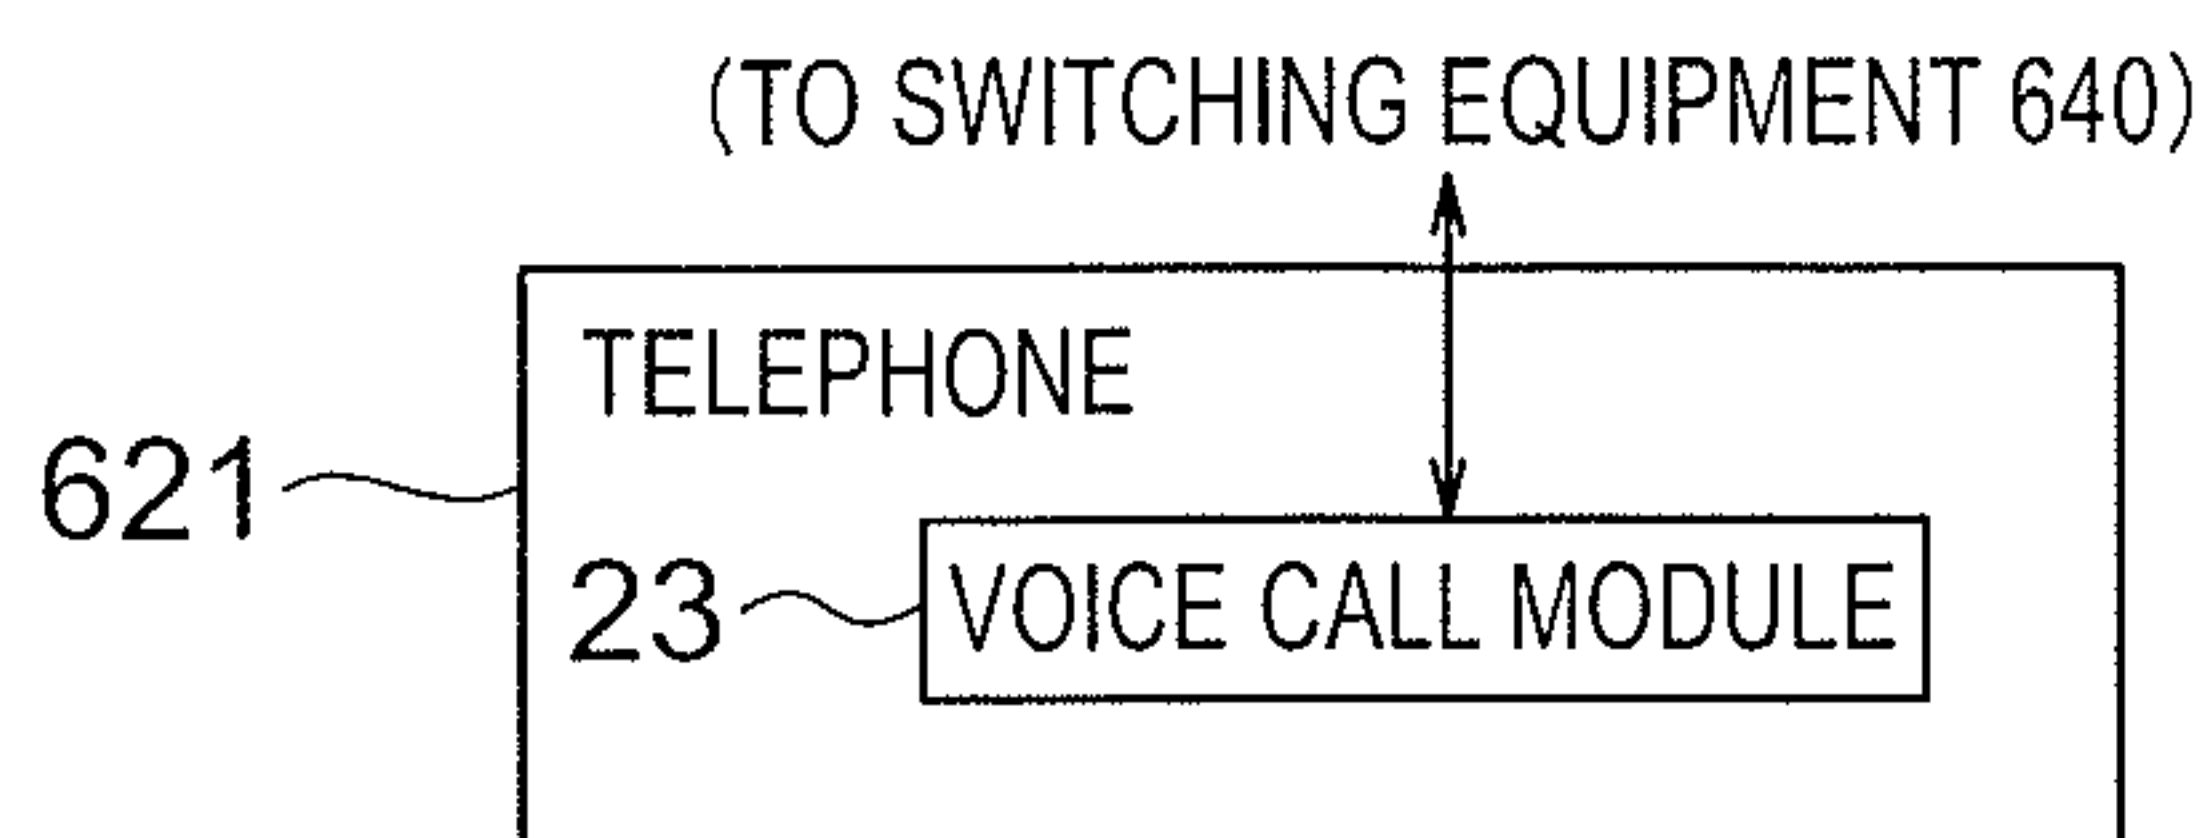 (TO SWITCHING EQUIPMENT 640)
TELEPHONE
621
23
VOICE CALL MODULE